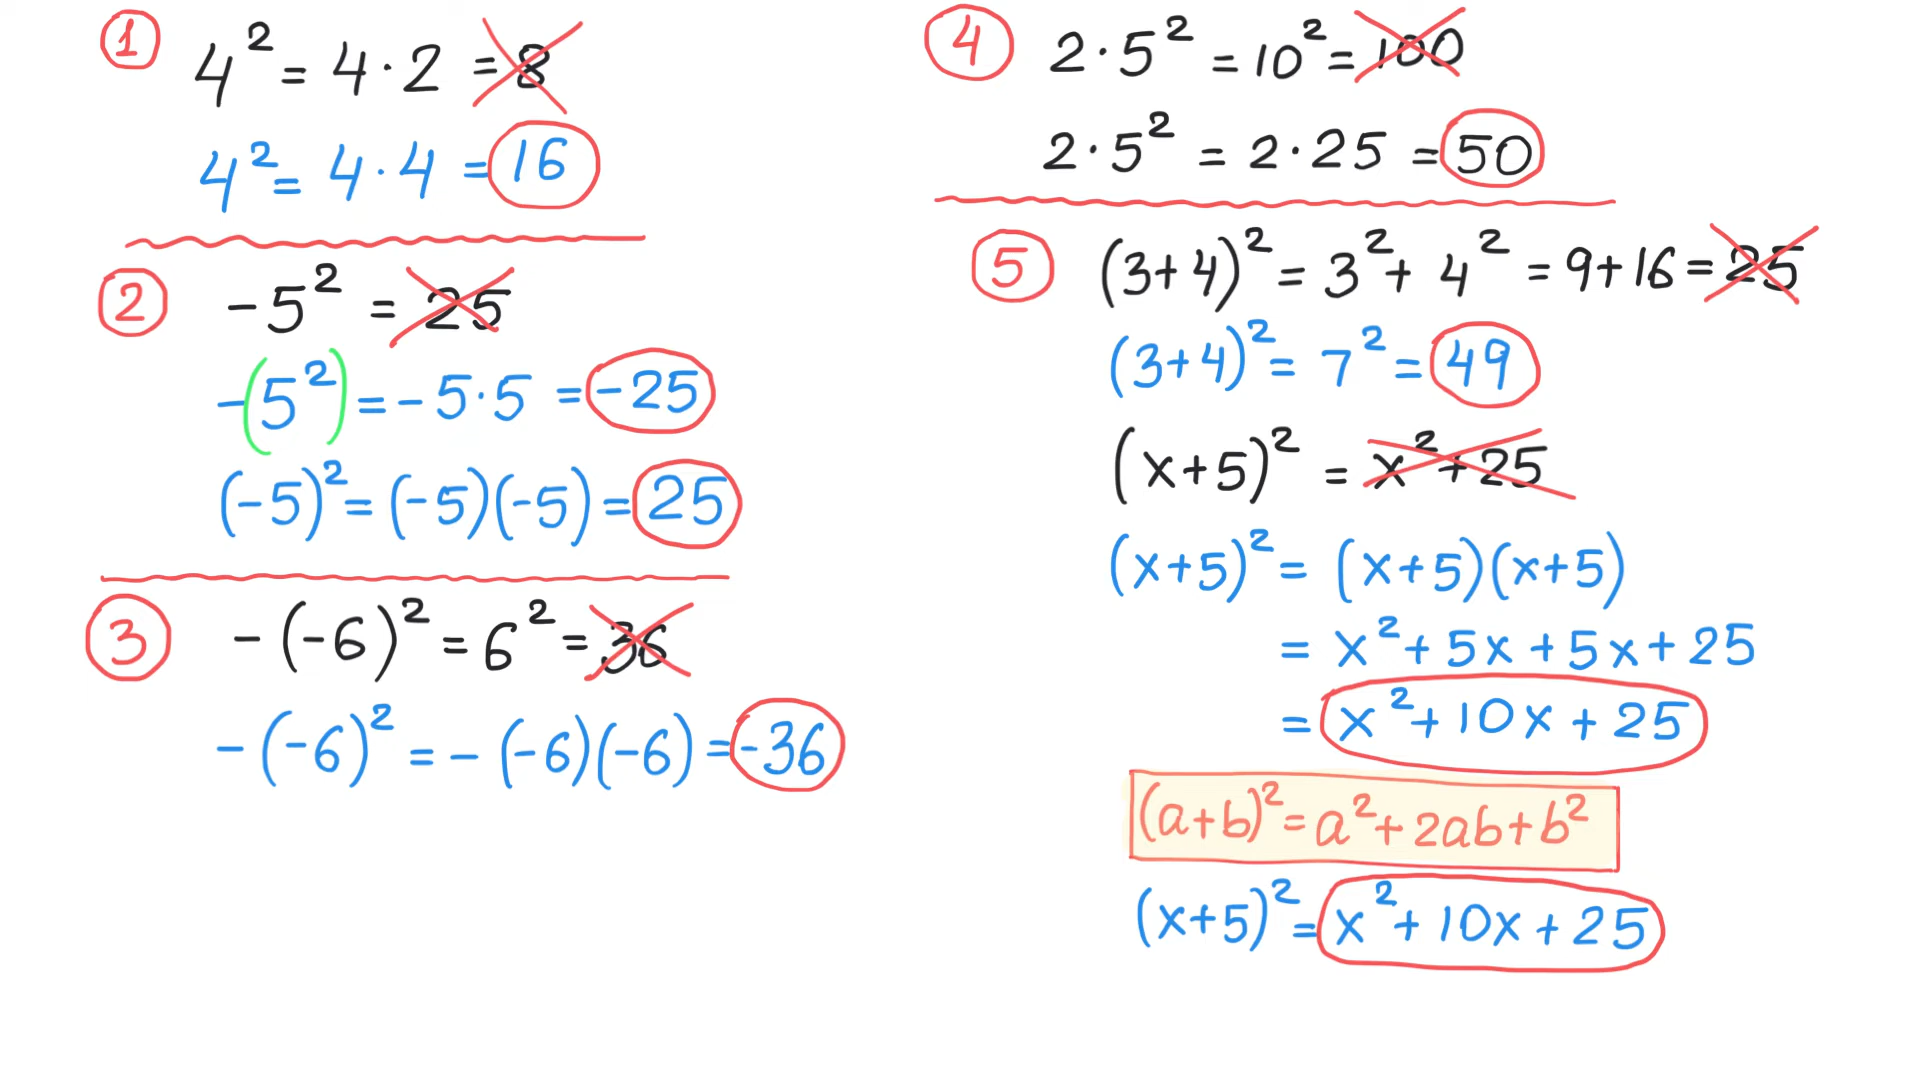 ① 4² = 4 · 2 = 8
4² = 4 · 4 = 16
② -5² = 25
-(5²) = -5·5 = -25
(-5)² = (-5)(-5) = 25
③ -(-6)² = 6² = 36
-(-6)² = -(-6)(-6) = -36
④ 2·5² = 10² = 100
2·5² = 2·25 = 50
⑤ (3+4)² = 3² + 4² = 9+16 = 25
(3+4)² = 7² = 49
(x+5)² = x²+25
(x+5)² = (x+5)(x+5)
= x²+5x+5x+25
= x²+10x+25
(a+b)² = a²+2ab+b²
(x+5)² = x²+10x+25